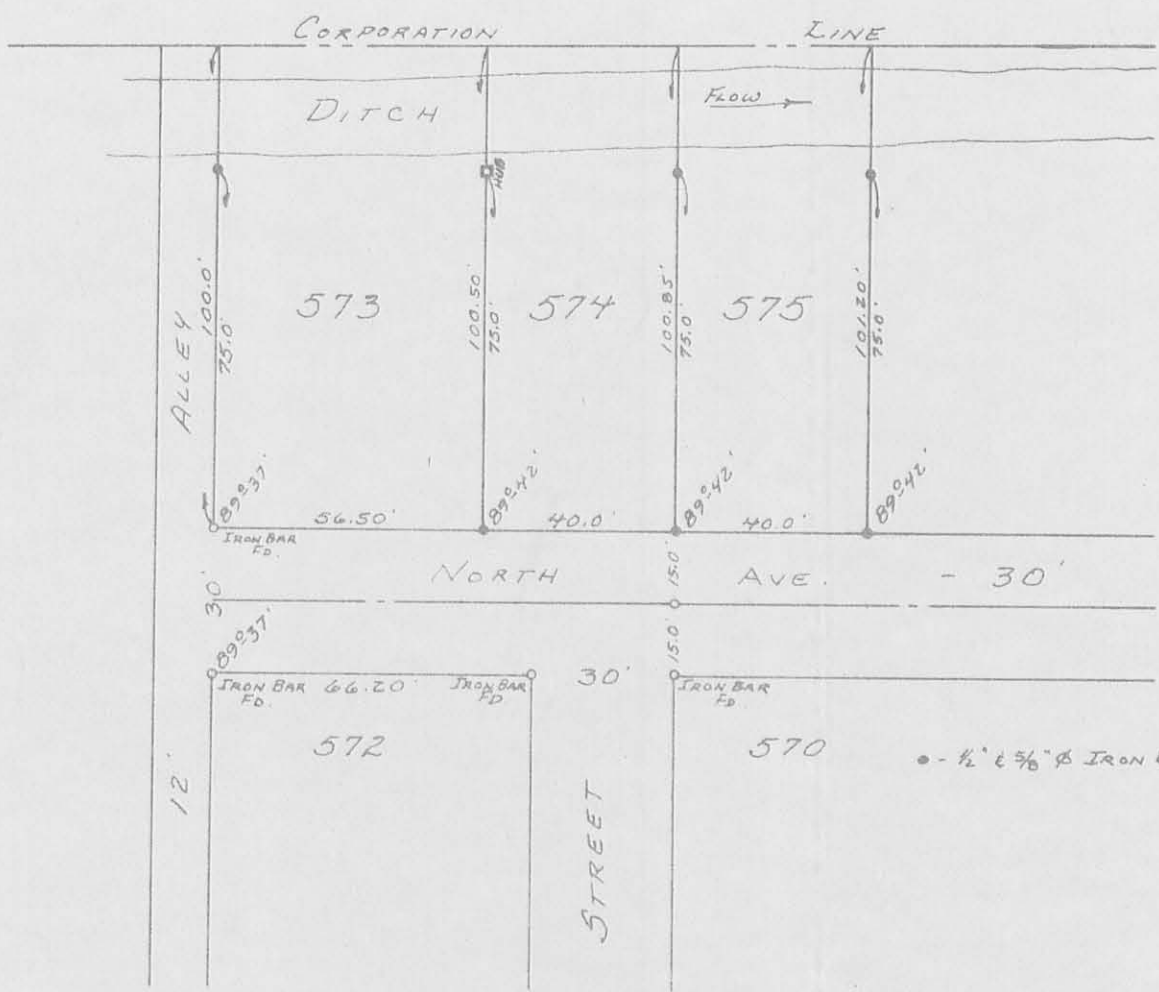 CORPORATION LINE
DITCH
FLOW
HUB
ALLEY
100.0'
75.0'
573
100.50'
75.0'
574
100.85'
75.0'
575
101.20'
75.0'
89°37'
56.50'
89°42'
40.0'
89°42'
40.0'
89°42'
IRON BAR
FD.
NORTH AVE. - 30'
30'
15.0'
15.0'
89°37'
IRON BAR
FD.
66.20'
IRON BAR
FD
30'
IRON BAR
FD.
572
570
12'
STREET
● - 1/2" & 5/8" Ø IRON